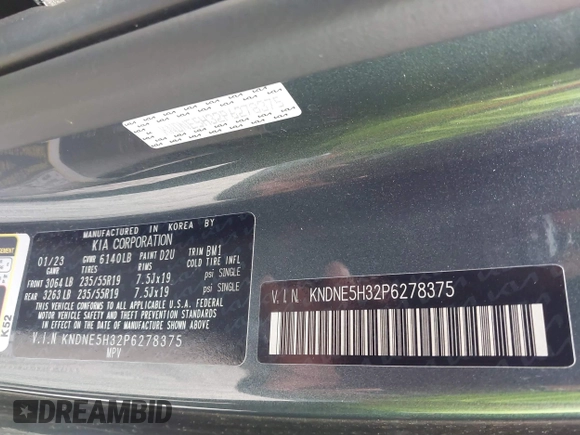 MANUFACTURED IN KOREA BY
KIA CORPORATION
01/23 GVWR 6140LB PAINT D2U TRIM BM1
GAWR TIRES RIMS COLD TIRE INFL
FRONT 3064 LB 235/55R19 7.5Jx19 psi SINGLE
REAR 3263 LB 235/55R19 7.5Jx19 psi SINGLE
THIS VEHICLE CONFORMS TO ALL APPLICABLE U.S.A. FEDERAL
MOTOR VEHICLE SAFETY, BUMPER, AND THEFT PREVENTION
STANDARDS IN EFFECT ON THE DATE OF MANUFACTURE
SHOWN ABOVE.
V.I.N KNDNE5H32P6278375
MPV
V.I.N KNDNE5H32P6278375
K52
DREAMBID